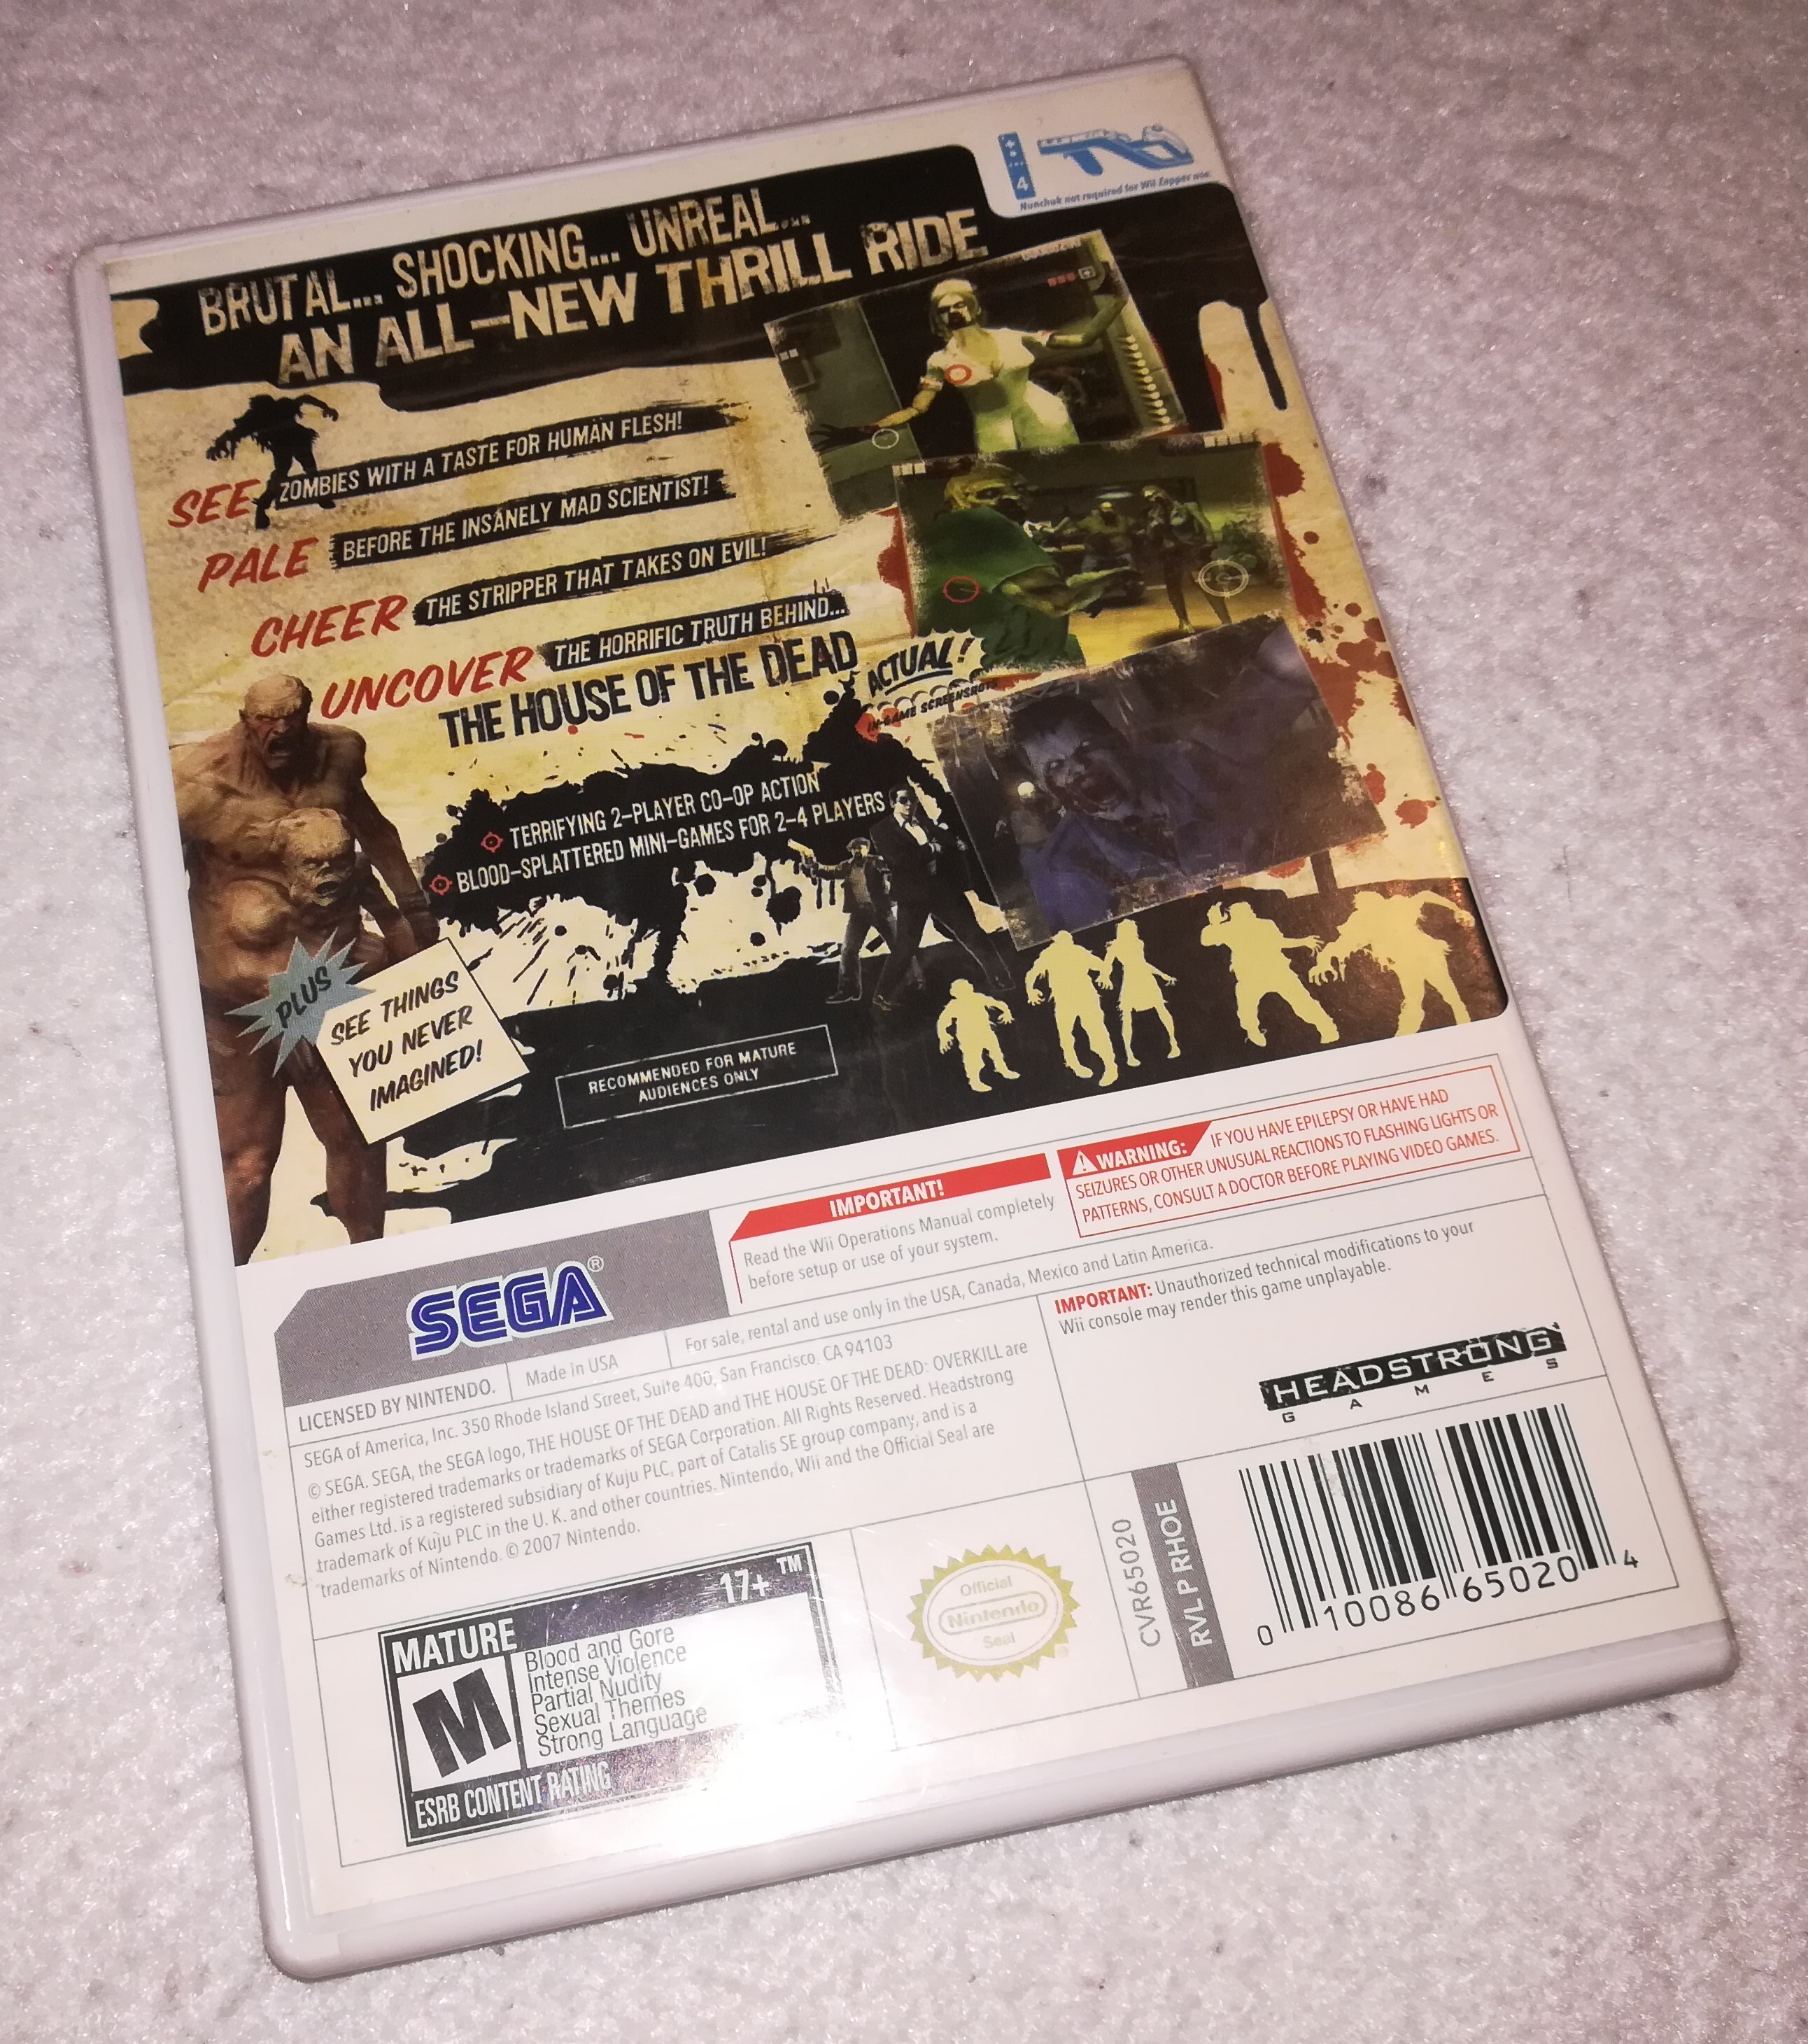 4
Nunchuk not required for Wii Zapper use.
BRUTAL... SHOCKING... UNREAL...
AN ALL-NEW THRILL RIDE
SEE ZOMBIES WITH A TASTE FOR HUMAN FLESH!
PALE BEFORE THE INSANELY MAD SCIENTIST!
CHEER THE STRIPPER THAT TAKES ON EVIL!
UNCOVER THE HORRIFIC TRUTH BEHIND...
THE HOUSE OF THE DEAD
ACTUAL!
IN-GAME SCREENSHOTS
TERRIFYING 2-PLAYER CO-OP ACTION
BLOOD-SPLATTERED MINI-GAMES FOR 2-4 PLAYERS
PLUS
SEE THINGS
YOU NEVER
IMAGINED!
RECOMMENDED FOR MATURE
AUDIENCES ONLY
SEGA®
IMPORTANT!
Read the Wii Operations Manual completely
before setup or use of your system.
WARNING: IF YOU HAVE EPILEPSY OR HAVE HAD
SEIZURES OR OTHER UNUSUAL REACTIONS TO FLASHING LIGHTS OR
PATTERNS, CONSULT A DOCTOR BEFORE PLAYING VIDEO GAMES.
LICENSED BY NINTENDO.
Made in USA
For sale, rental and use only in the USA, Canada, Mexico and Latin America.
SEGA of America, Inc. 350 Rhode Island Street, Suite 400, San Francisco, CA 94103
© SEGA. SEGA, the SEGA logo, THE HOUSE OF THE DEAD and THE HOUSE OF THE DEAD: OVERKILL are
either registered trademarks or trademarks of SEGA Corporation. All Rights Reserved. Headstrong
Games Ltd. is a registered subsidiary of Kuju PLC, part of Catalis SE group company, and is a
trademark of Kuju PLC in the U. K. and other countries. Nintendo, Wii and the Official Seal are
trademarks of Nintendo. © 2007 Nintendo.
IMPORTANT: Unauthorized technical modifications to your
Wii console may render this game unplayable.
HEADSTRONG
GAMES
MATURE 17+ ™
M
Blood and Gore
Intense Violence
Partial Nudity
Sexual Themes
Strong Language
ESRB CONTENT RATING
Official
Nintendo
Seal
CVR65020
RVL P RHOE
0 10086 65020 4